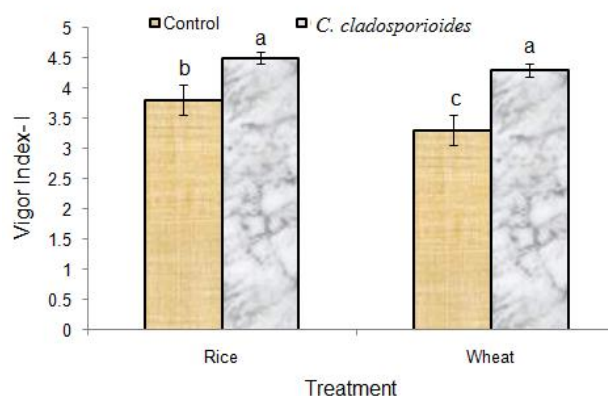 Control C. cladosporioides
5
4.5
4
3.5
3
2.5
2
1.5
1
0.5
0
Vigor Index- I
b
a
c
a
Rice Wheat
Treatment